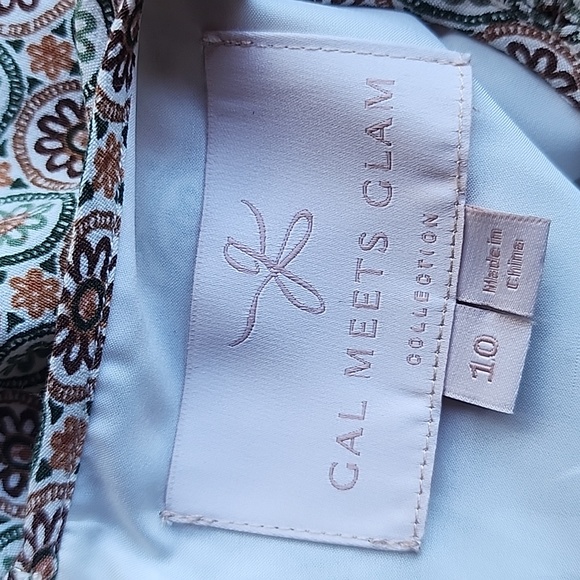 GAL MEETS GLAM
COLLECTION
Made in
China
10